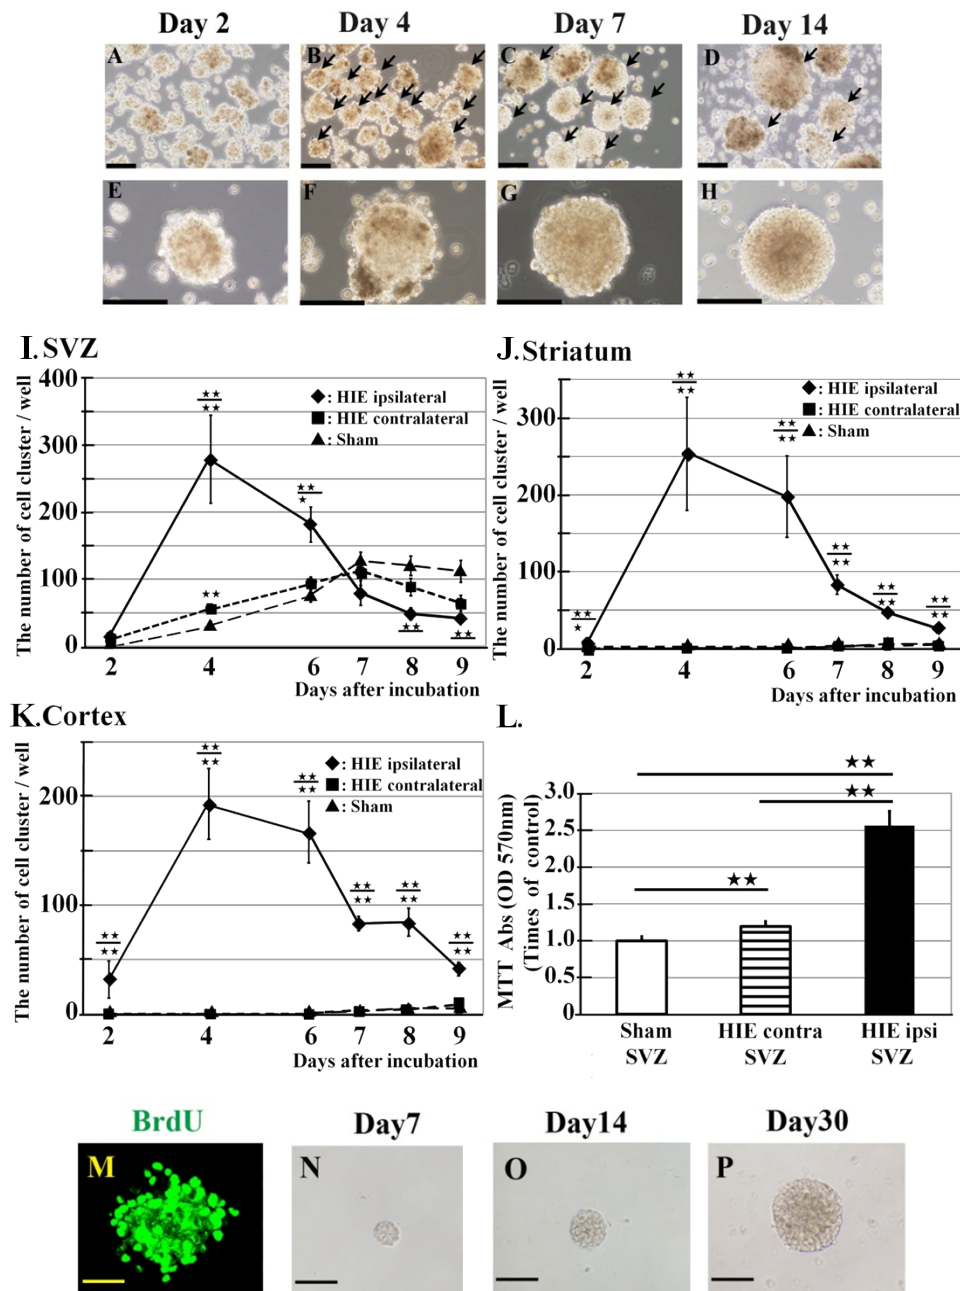 Day 2 Day 4 Day 7 Day 14
A B C D
E F G H
I. SVZ
The number of cell cluster / well
400
300
200
100
0
★★
★★
★★
★
★★
★★
★★
◆: HIE ipsilateral
■: HIE contralateral
▲: Sham
2 4 6 7 8 9
Days after incubation
J. Striatum
The number of cell cluster / well
300
200
100
0
★★
★
★★
★★
★★
★★
★★
★★
★★
★★
★★
★★
◆: HIE ipsilateral
■: HIE contralateral
▲: Sham
2 4 6 7 8 9
Days after incubation
K. Cortex
The number of cell cluster / well
200
100
0
★★
★★
★★
★★
★★
★★
★★
★★
★★
★★
★★
★★
◆: HIE ipsilateral
■: HIE contralateral
▲: Sham
2 4 6 7 8 9
Days after incubation
L.
MTT Abs (OD 570nm)
(Times of control)
3.0
2.5
2.0
1.5
1.0
0.5
0
★★
★★
★★
Sham HIE contra HIE ipsi
SVZ SVZ SVZ
BrdU Day7 Day14 Day30
M N O P